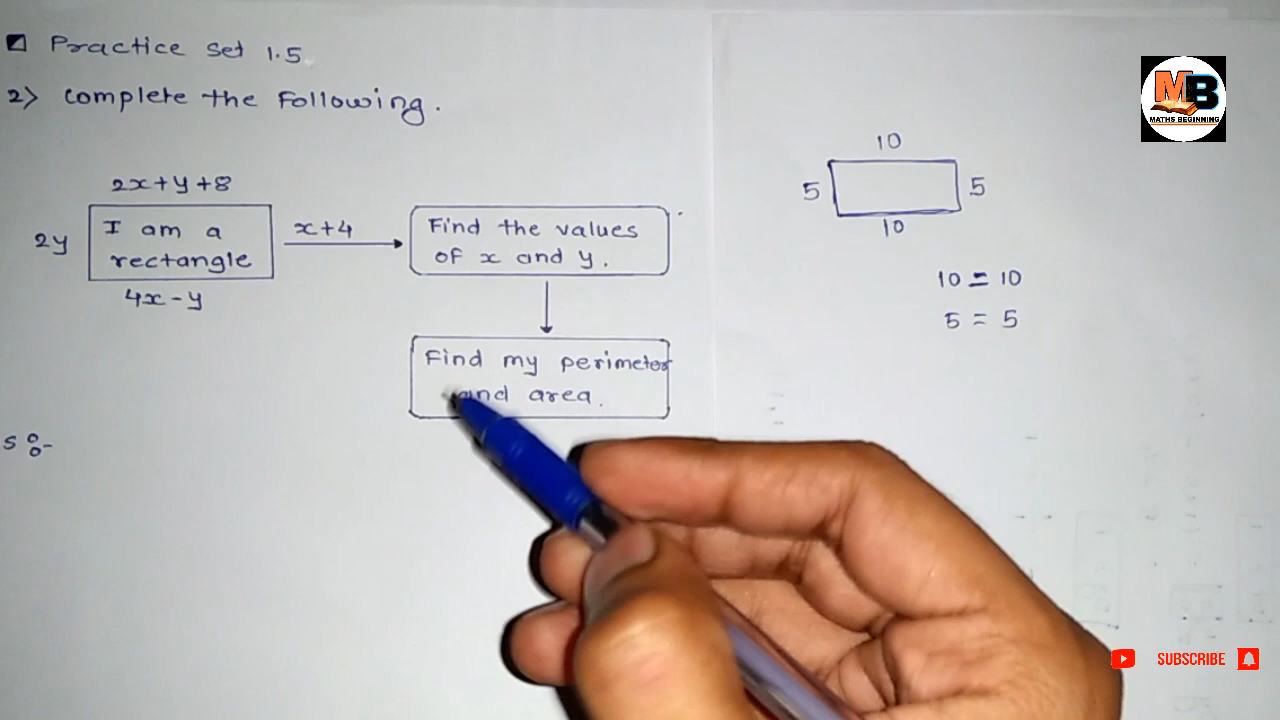 Practice Set 1.5
2) Complete the Following.
2x+y+8
2y
I am a
rectangle
4x-y
x+4
Find the values
of x and y.
Find my perimeter
and area.
S :-
10
5
5
10
10 = 10
5 = 5
MB
MATHS BEGINNING
SUBSCRIBE